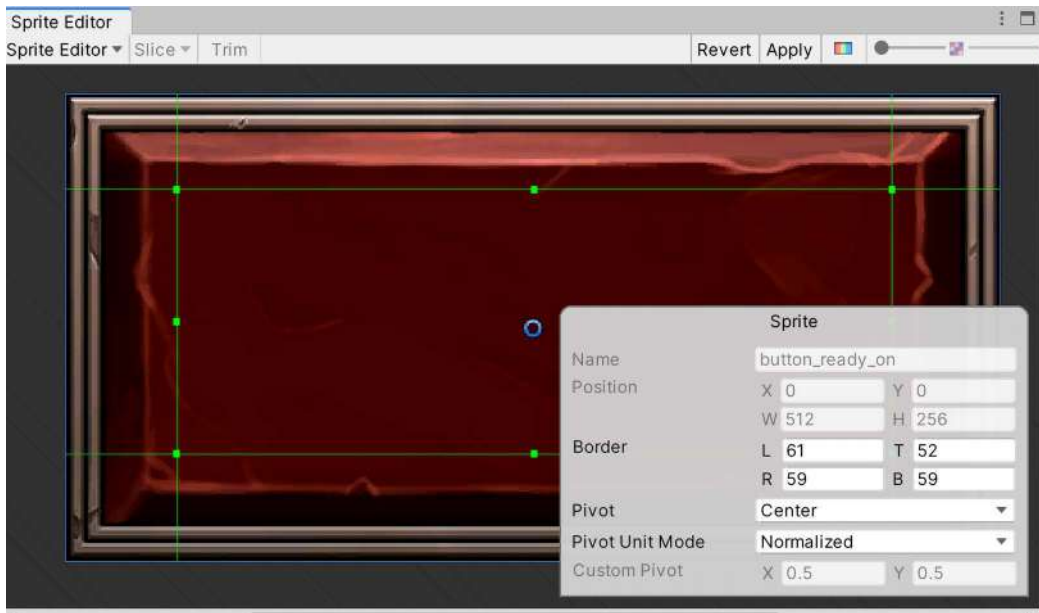 Sprite Editor
Sprite Editor Slice Trim Revert Apply
Sprite
Name button_ready_on
Position X 0 Y 0
W 512 H 256
Border L 61 T 52
R 59 B 59
Pivot Center
Pivot Unit Mode Normalized
Custom Pivot X 0.5 Y 0.5